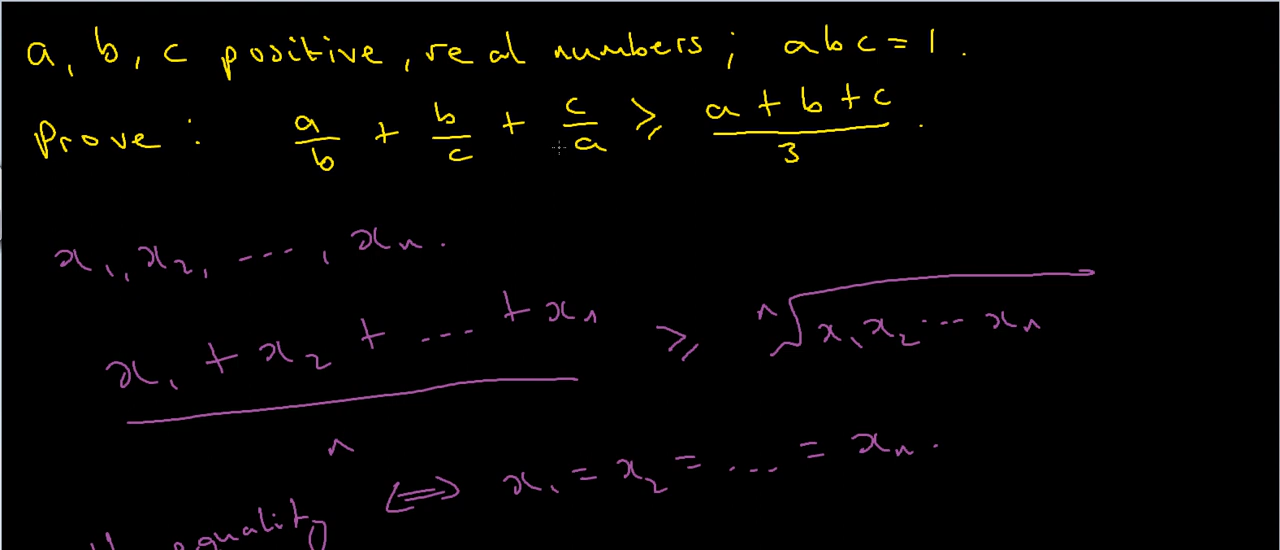 a, b, c positive, real numbers; abc = 1.
Prove: a/b + b/c + c/a ≥ (a + b + c)/3.
x₁, x₂, ..., xₙ.
(x₁ + x₂ + ... + xₙ)/n ≥ ⁿ√(x₁x₂ ... xₙ)
equality ⟺ x₁ = x₂ = ... = xₙ.